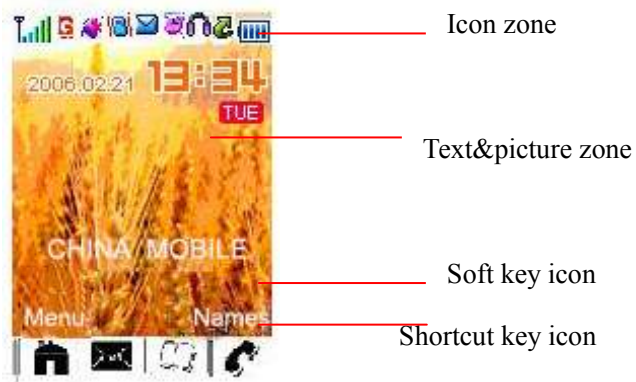 Icon zone
2006.02.21 13:34
TUE
Text&picture zone
CHINA MOBILE
Soft key icon
Menu Names
Shortcut key icon